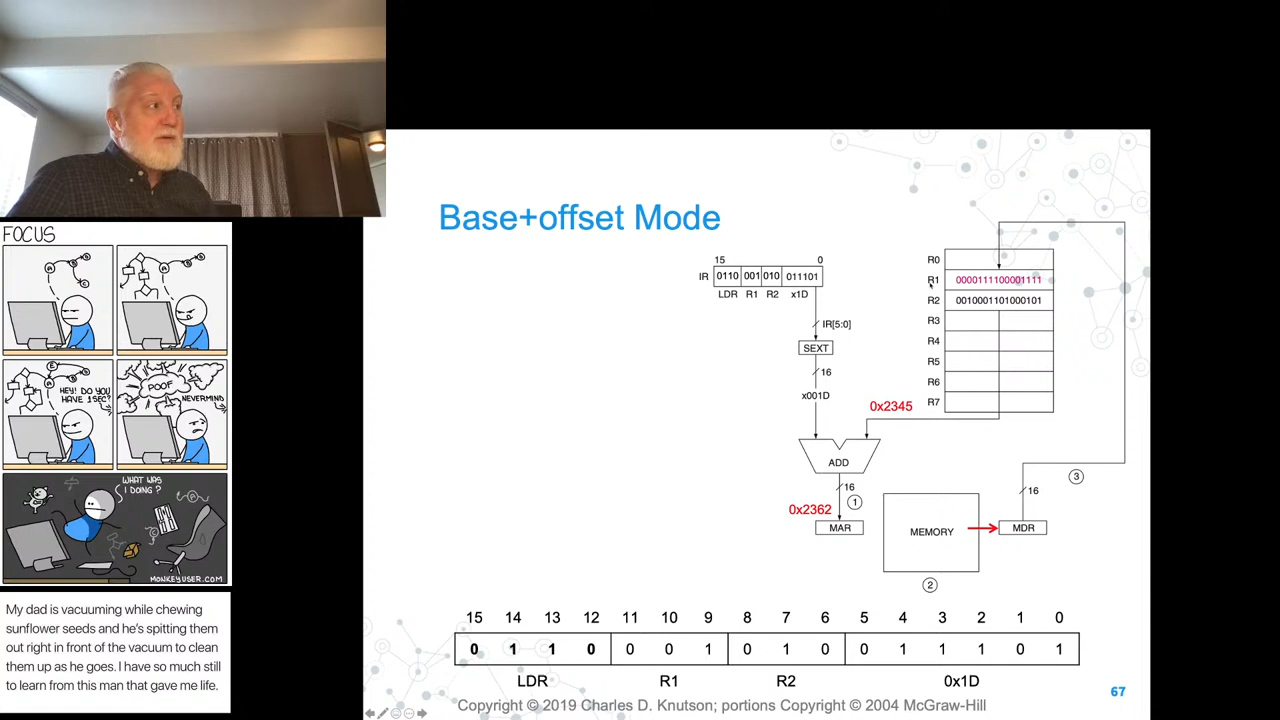 FOCUS
HEY! DO YOU
HAVE 1 SEC?
POOF
NEVERMIND
WHAT WAS
I DOING?
MONKEYUSER.COM
My dad is vacuuming while chewing
sunflower seeds and he's spitting them
out right in front of the vacuum to clean
them up as he goes. I have so much still
to learn from this man that gave me life.
Base+offset Mode
15 0
IR 0110 001 010 011101
LDR R1 R2 x1D
IR[5:0]
SEXT
16
x001D
R0
R1 0000111100001111
R2 0010001101000101
R3
R4
R5
R6
R7
0x2345
ADD
16
1
0x2362
MAR
MEMORY
2
MDR
16
3
15 14 13 12 11 10 9 8 7 6 5 4 3 2 1 0
0 1 1 0 0 0 1 0 1 0 0 1 1 1 0 1
LDR R1 R2 0x1D
Copyright © 2019 Charles D. Knutson; portions Copyright © 2004 McGraw-Hill
67